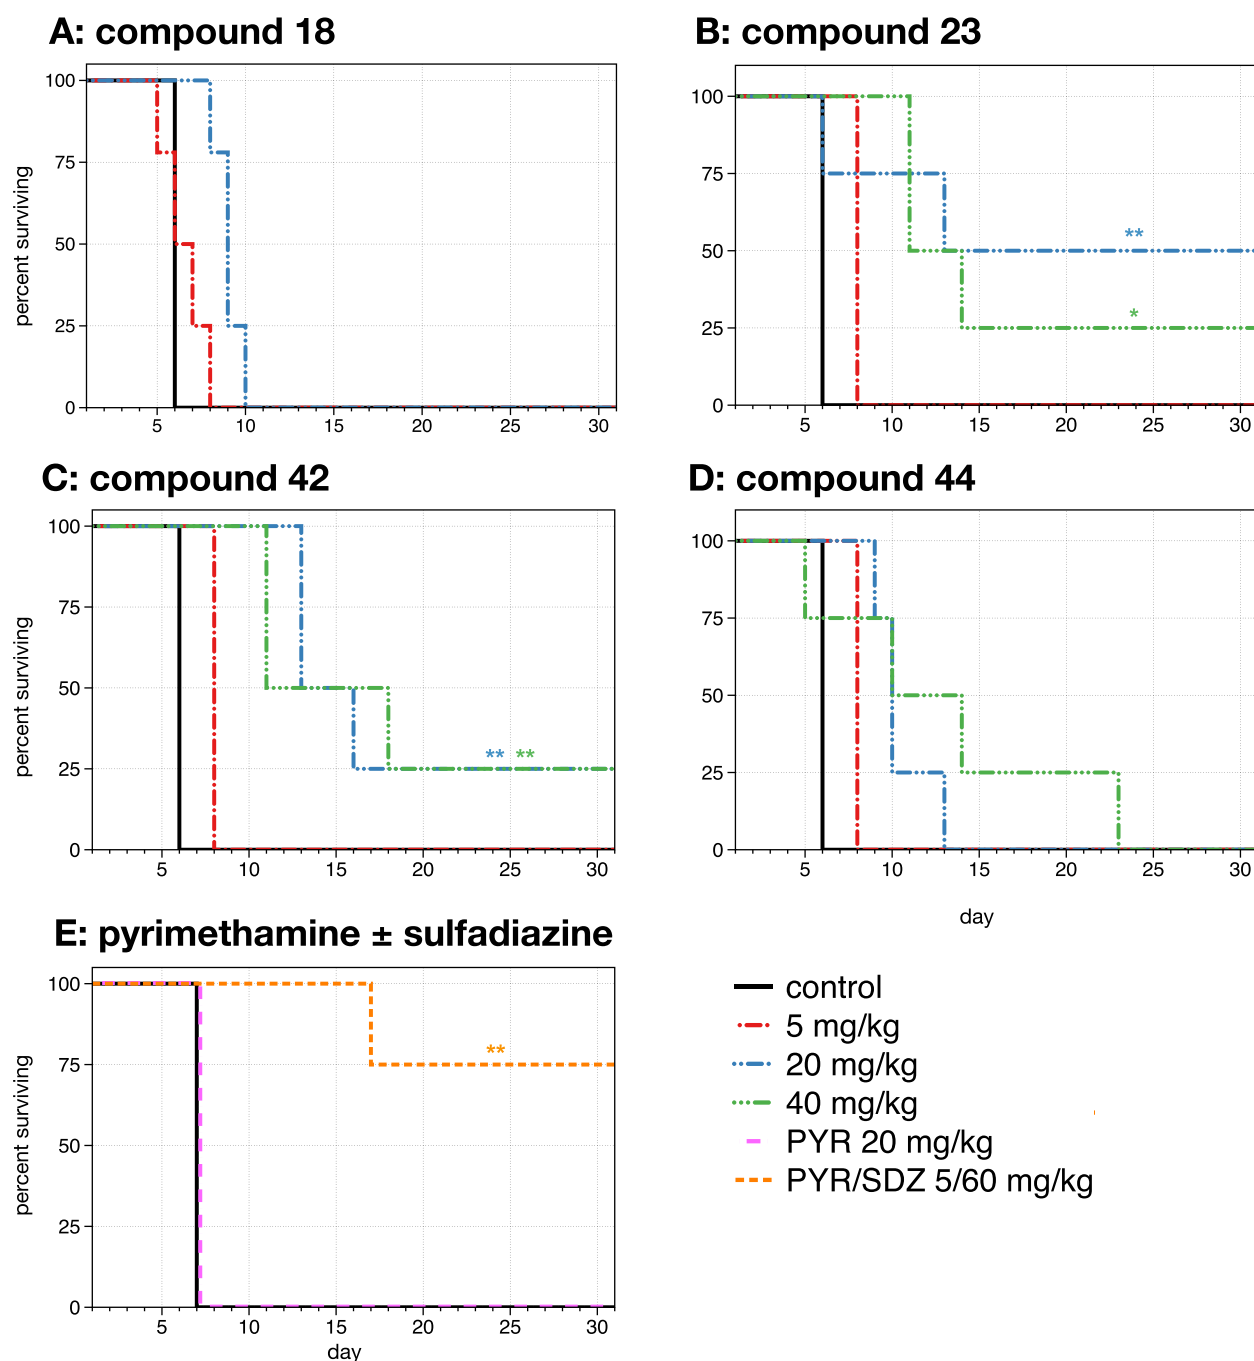 A: compound 18
percent surviving
100
75
50
25
0
5 10 15 20 25 30
B: compound 23
100
75
50
25
0
**
*
5 10 15 20 25 30
C: compound 42
percent surviving
100
75
50
25
0
** **
5 10 15 20 25 30
D: compound 44
100
75
50
25
0
5 10 15 20 25 30
day
E: pyrimethamine ± sulfadiazine
percent surviving
100
75
50
25
0
**
5 10 15 20 25 30
day
control
5 mg/kg
20 mg/kg
40 mg/kg
PYR 20 mg/kg
PYR/SDZ 5/60 mg/kg